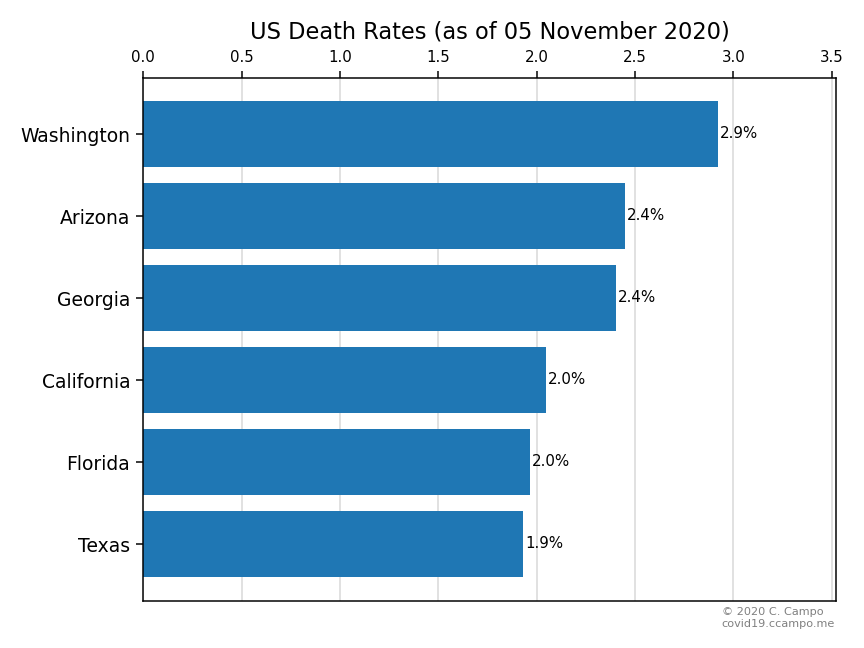 US Death Rates (as of 05 November 2020)
0.0 0.5 1.0 1.5 2.0 2.5 3.0 3.5
Washington 2.9%
Arizona 2.4%
Georgia 2.4%
California 2.0%
Florida 2.0%
Texas 1.9%
© 2020 C. Campo
covid19.ccampo.me